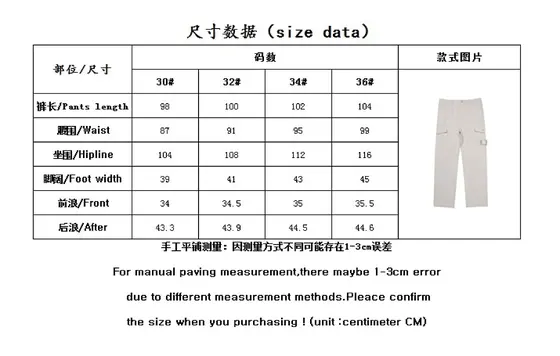 尺寸数据（size data）
部位/尺寸 码数 款式图片
30# 32# 34# 36#
裤长/Pants length 98 100 102 104
腰围/Waist 87 91 95 99
坐围/Hipline 104 108 112 116
脚阔/Foot width 39 41 43 45
前浪/Front 34 34.5 35 35.5
后浪/After 43.3 43.9 44.5 44.6
手工平铺测量：因测量方式不同可能存在1-3cm误差
For manual paving measurement,there maybe 1-3cm error
due to different measurement methods.Pleace confirm
the size when you purchasing！(unit :centimeter CM)